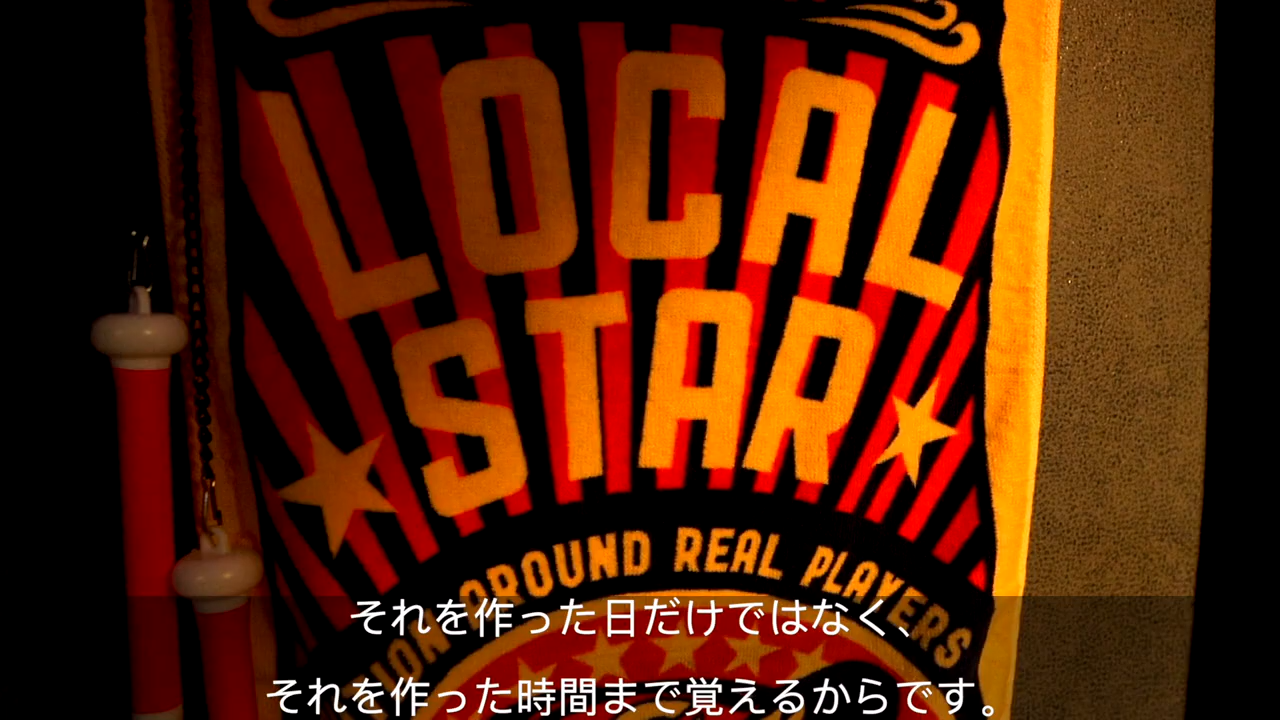 LOCAL
STAR
AROUND REAL PLAYERS
それを作った日だけではなく、
それを作った時間まで覚えるからです。